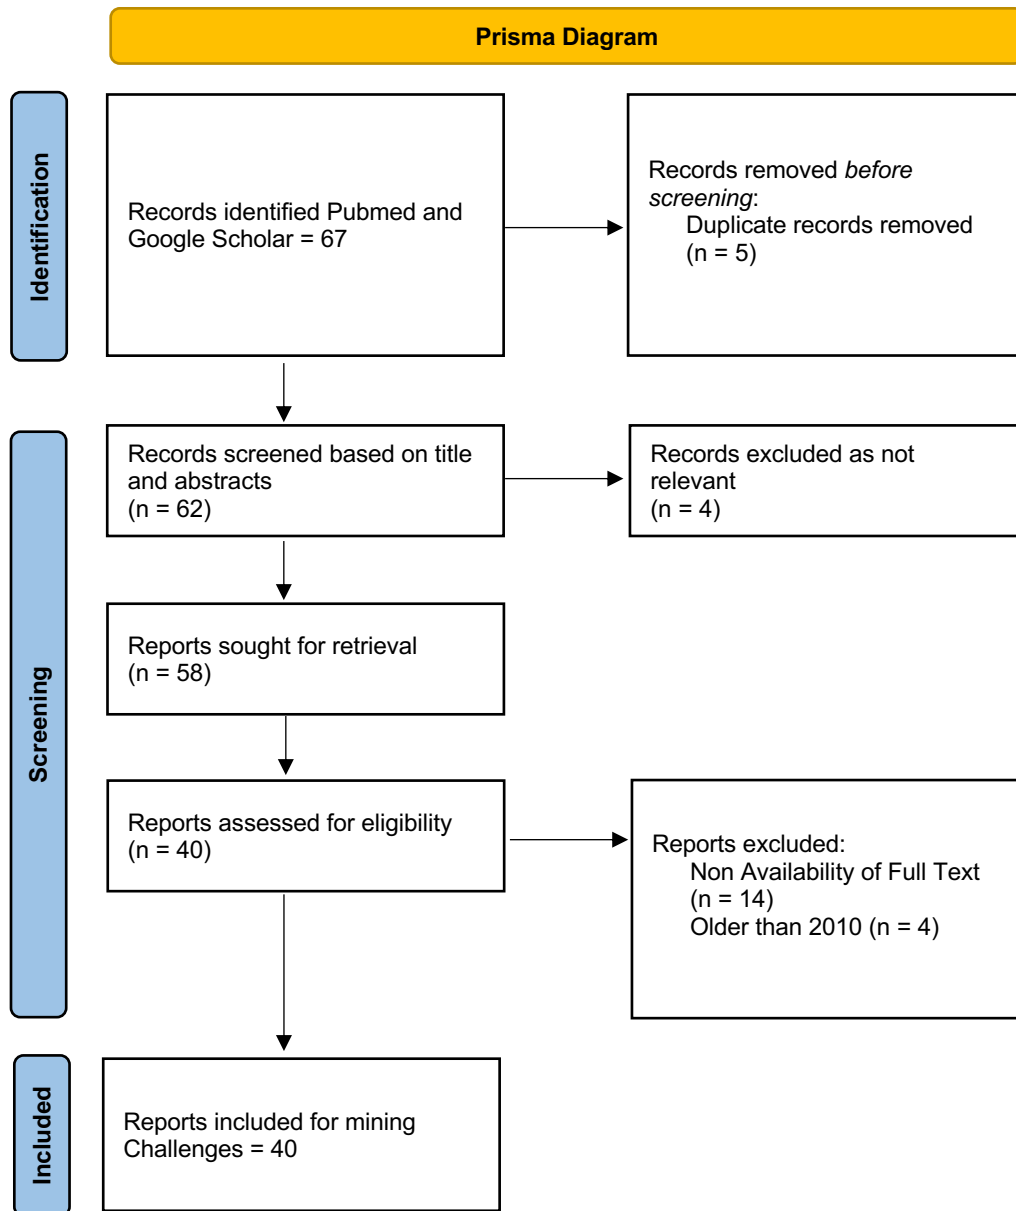 Prisma Diagram
Identification
Records identified Pubmed and
Google Scholar = 67
Records removed before
screening:
Duplicate records removed
(n = 5)
Screening
Records screened based on title
and abstracts
(n = 62)
Records excluded as not
relevant
(n = 4)
Reports sought for retrieval
(n = 58)
Reports assessed for eligibility
(n = 40)
Reports excluded:
Non Availability of Full Text
(n = 14)
Older than 2010 (n = 4)
Included
Reports included for mining
Challenges = 40